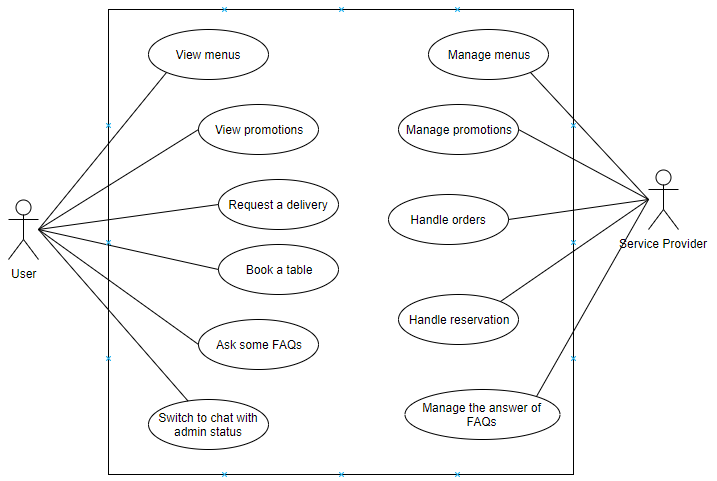 View menus
Manage menus
View promotions
Manage promotions
Request a delivery
Handle orders
User
Service Provider
Book a table
Handle reservation
Ask some FAQs
Switch to chat with
admin status
Manage the answer of
FAQs